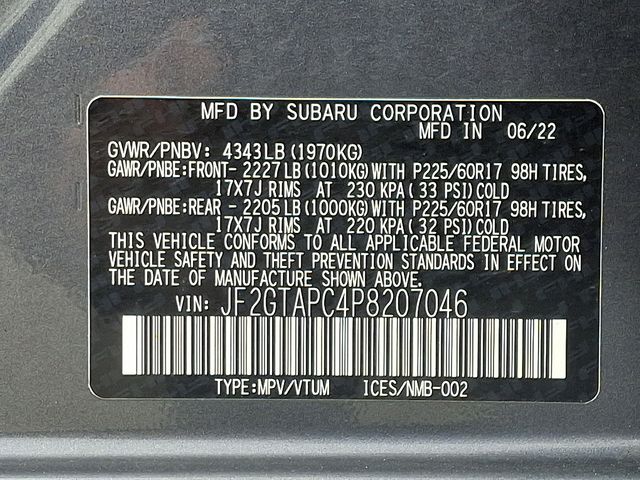 MFD BY SUBARU CORPORATION
MFD IN 06/22
GVWR/PNBV: 4343LB (1970KG)
GAWR/PNBE:FRONT- 2227LB (1010KG)WITH P225/60R17 98H TIRES,
17X7J RIMS AT 230 KPA ( 33 PSI) COLD
GAWR/PNBE:REAR - 2205LB (1000KG)WITH P225/60R17 98H TIRES,
17X7J RIMS AT 220 KPA ( 32 PSI) COLD
THIS VEHICLE CONFORMS TO ALL APPLICABLE FEDERAL MOTOR
VEHICLE SAFETY AND THEFT PREVENTION STANDARDS IN EFFECT ON
THE DATE OF MANUFACTURE SHOWN ABOVE.
VIN: JF2GTAPC4P8207046
TYPE:MPV/VTUM ICES/NMB-002